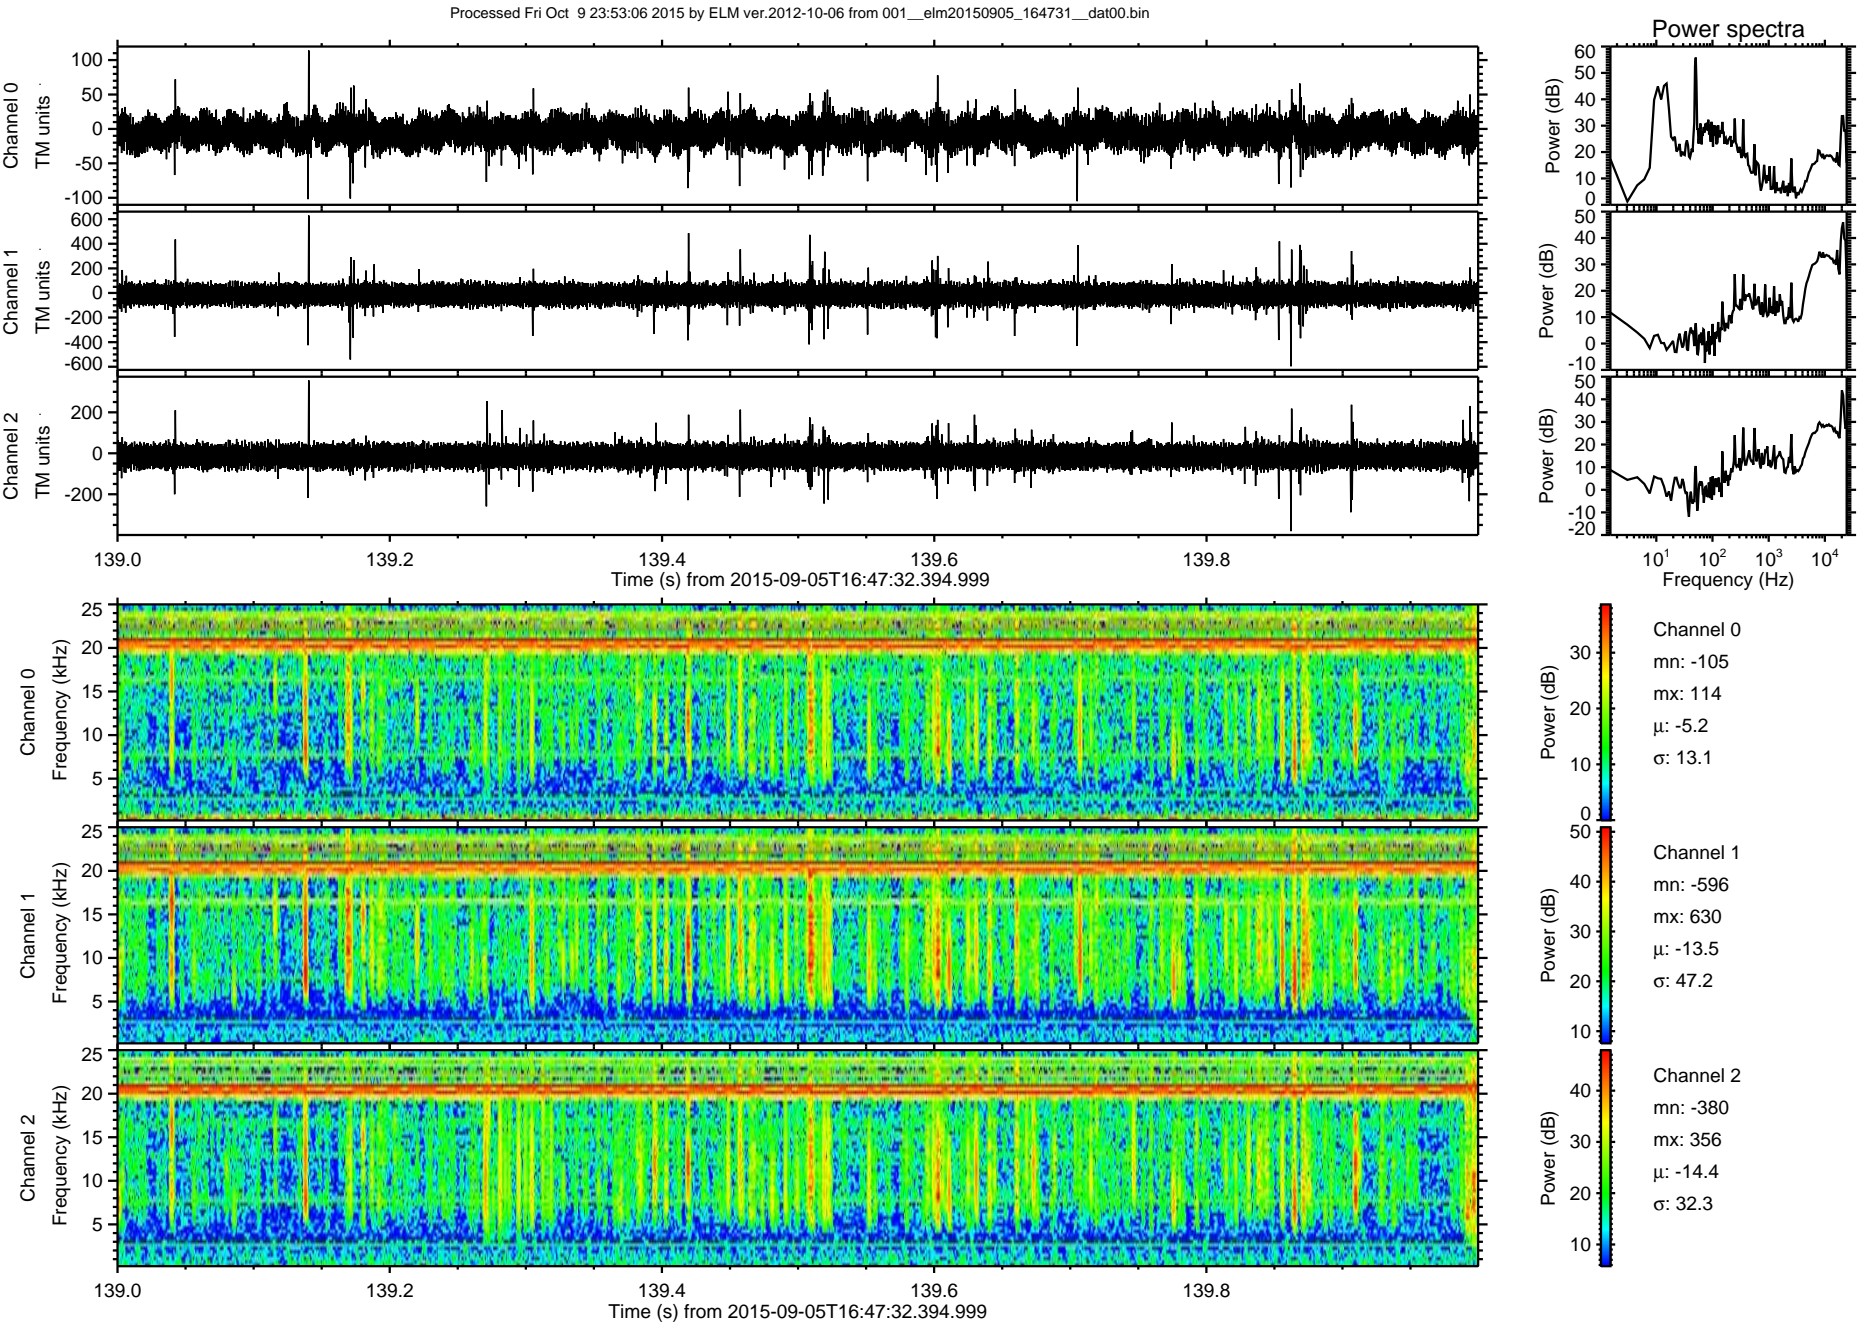 Processed Fri Oct  9 23:53:06 2015 by ELM ver.2012-10-06 from 001__elm20150905_164731__dat00.bin
Power spectra
Channel 0
TM units
100
50
0
-50
-100
Power (dB)
60
50
40
30
20
10
0
Channel 1
TM units
600
400
200
0
-200
-400
-600
Power (dB)
50
40
30
20
10
0
-10
Channel 2
TM units
200
0
-200
Power (dB)
50
40
30
20
10
0
-10
-20
139.0 139.2 139.4 139.6 139.8
Time (s) from 2015-09-05T16:47:32.394.999
10^1 10^2 10^3 10^4
Frequency (Hz)
Channel 0
Frequency (kHz)
25
20
15
10
5
Power (dB)
30
20
10
0
Channel 0
mn: -105
mx: 114
μ: -5.2
σ: 13.1
Channel 1
Frequency (kHz)
25
20
15
10
5
Power (dB)
50
40
30
20
10
Channel 1
mn: -596
mx: 630
μ: -13.5
σ: 47.2
Channel 2
Frequency (kHz)
25
20
15
10
5
Power (dB)
40
30
20
10
Channel 2
mn: -380
mx: 356
μ: -14.4
σ: 32.3
139.0 139.2 139.4 139.6 139.8
Time (s) from 2015-09-05T16:47:32.394.999